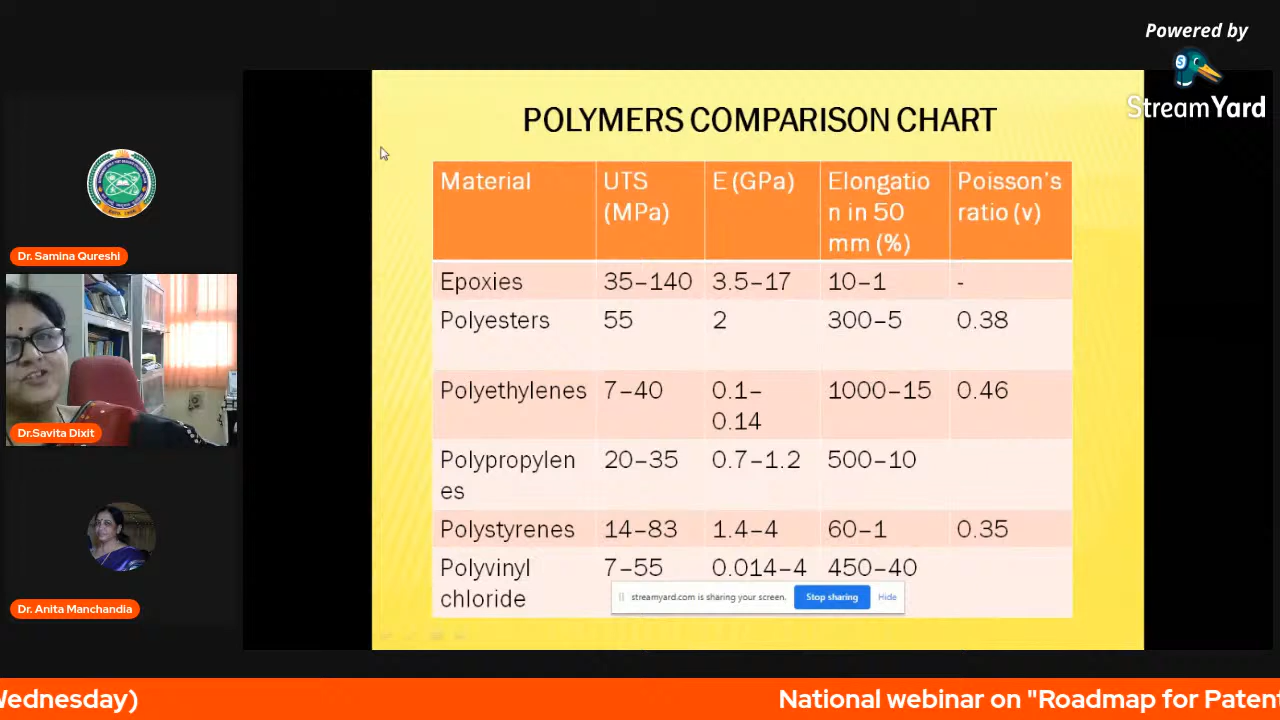 Powered by
StreamYard
POLYMERS COMPARISON CHART
Material UTS (MPa) E (GPa) Elongatio n in 50 mm (%) Poisson's ratio (v)
Epoxies 35–140 3.5–17 10–1 -
Polyesters 55 2 300–5 0.38
Polyethylenes 7–40 0.1–0.14 1000–15 0.46
Polypropylen es 20–35 0.7–1.2 500–10
Polystyrenes 14–83 1.4–4 60–1 0.35
Polyvinyl chloride 7–55 0.014–4 450–40
streamyard.com is sharing your screen. Stop sharing Hide
Dr. Samina Qureshi
Dr.Savita Dixit
Dr. Anita Manchandia
Wednesday) National webinar on "Roadmap for Patent